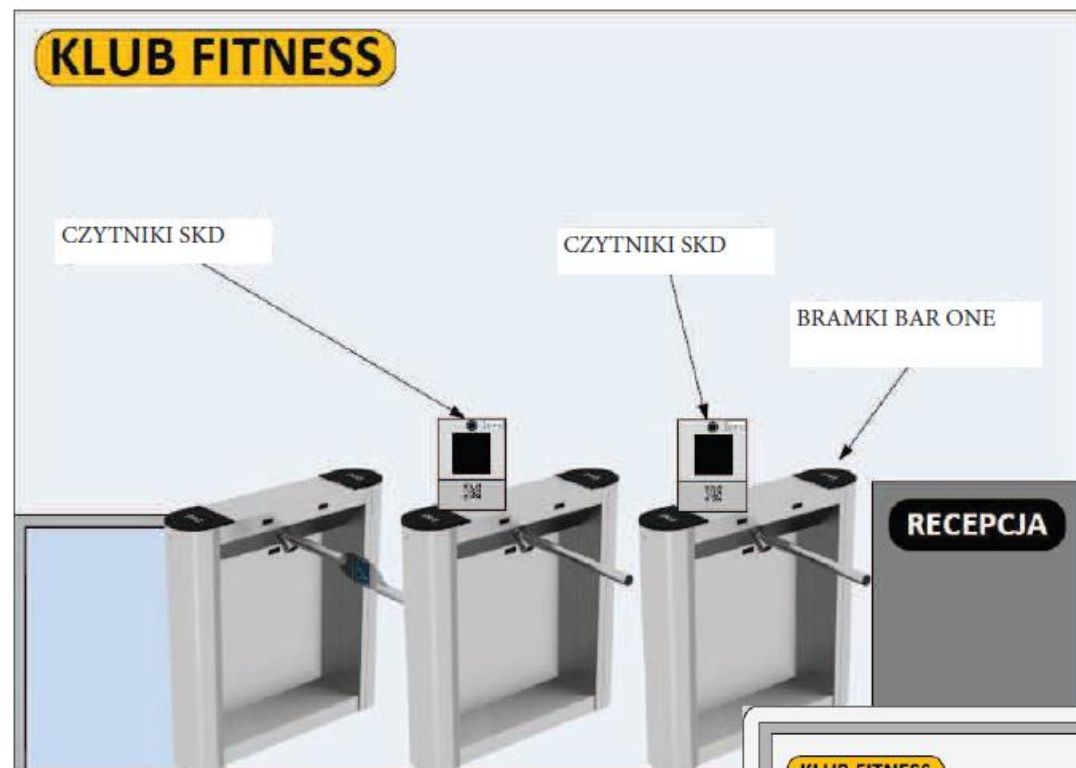 KLUB FITNESS
CZYTNIKI SKD
CZYTNIKI SKD
BRAMKI BAR ONE
RECEPCJA
KLUB FITNESS